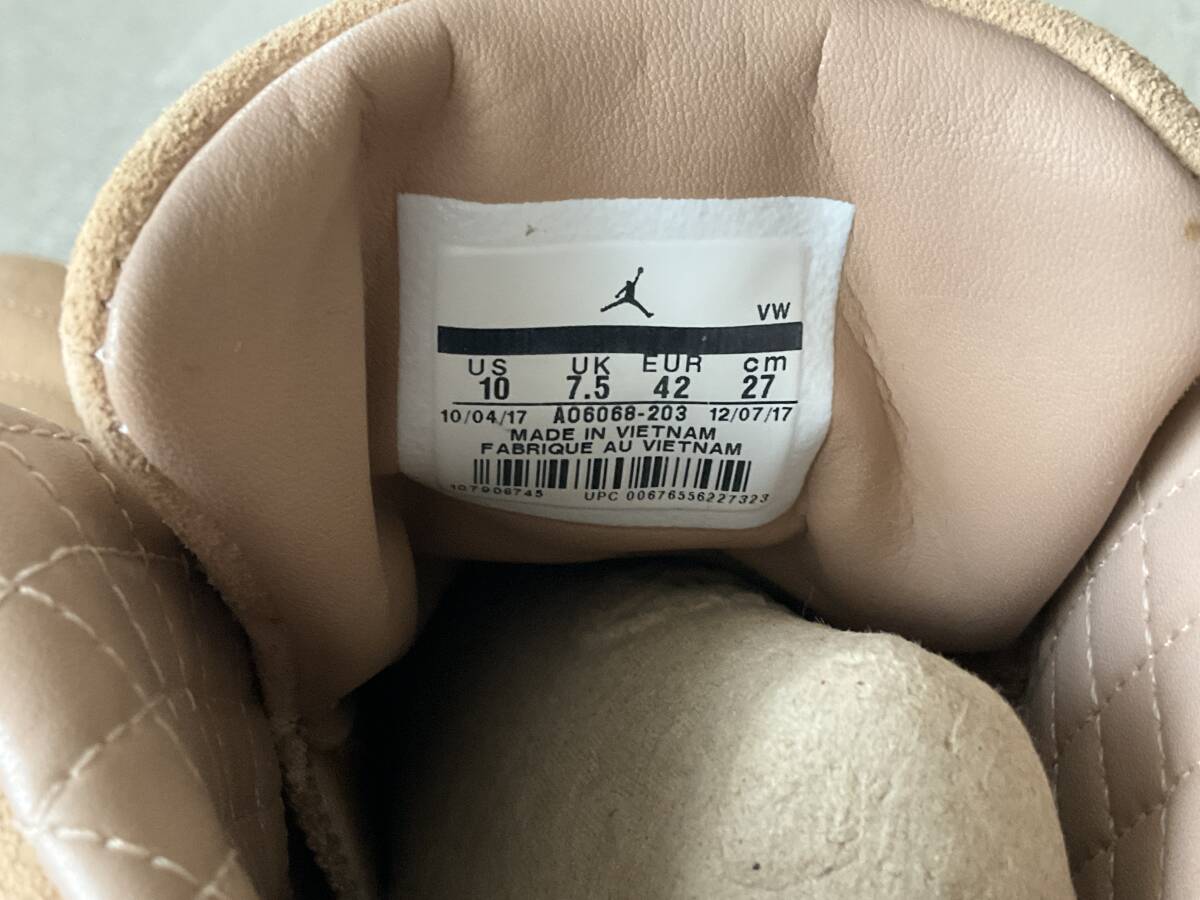 VW
US UK EUR cm
10 7.5 42 27
10/04/17 AO6068-203 12/07/17
MADE IN VIETNAM
FABRIQUE AU VIETNAM
107906745 UPC 00676556227323